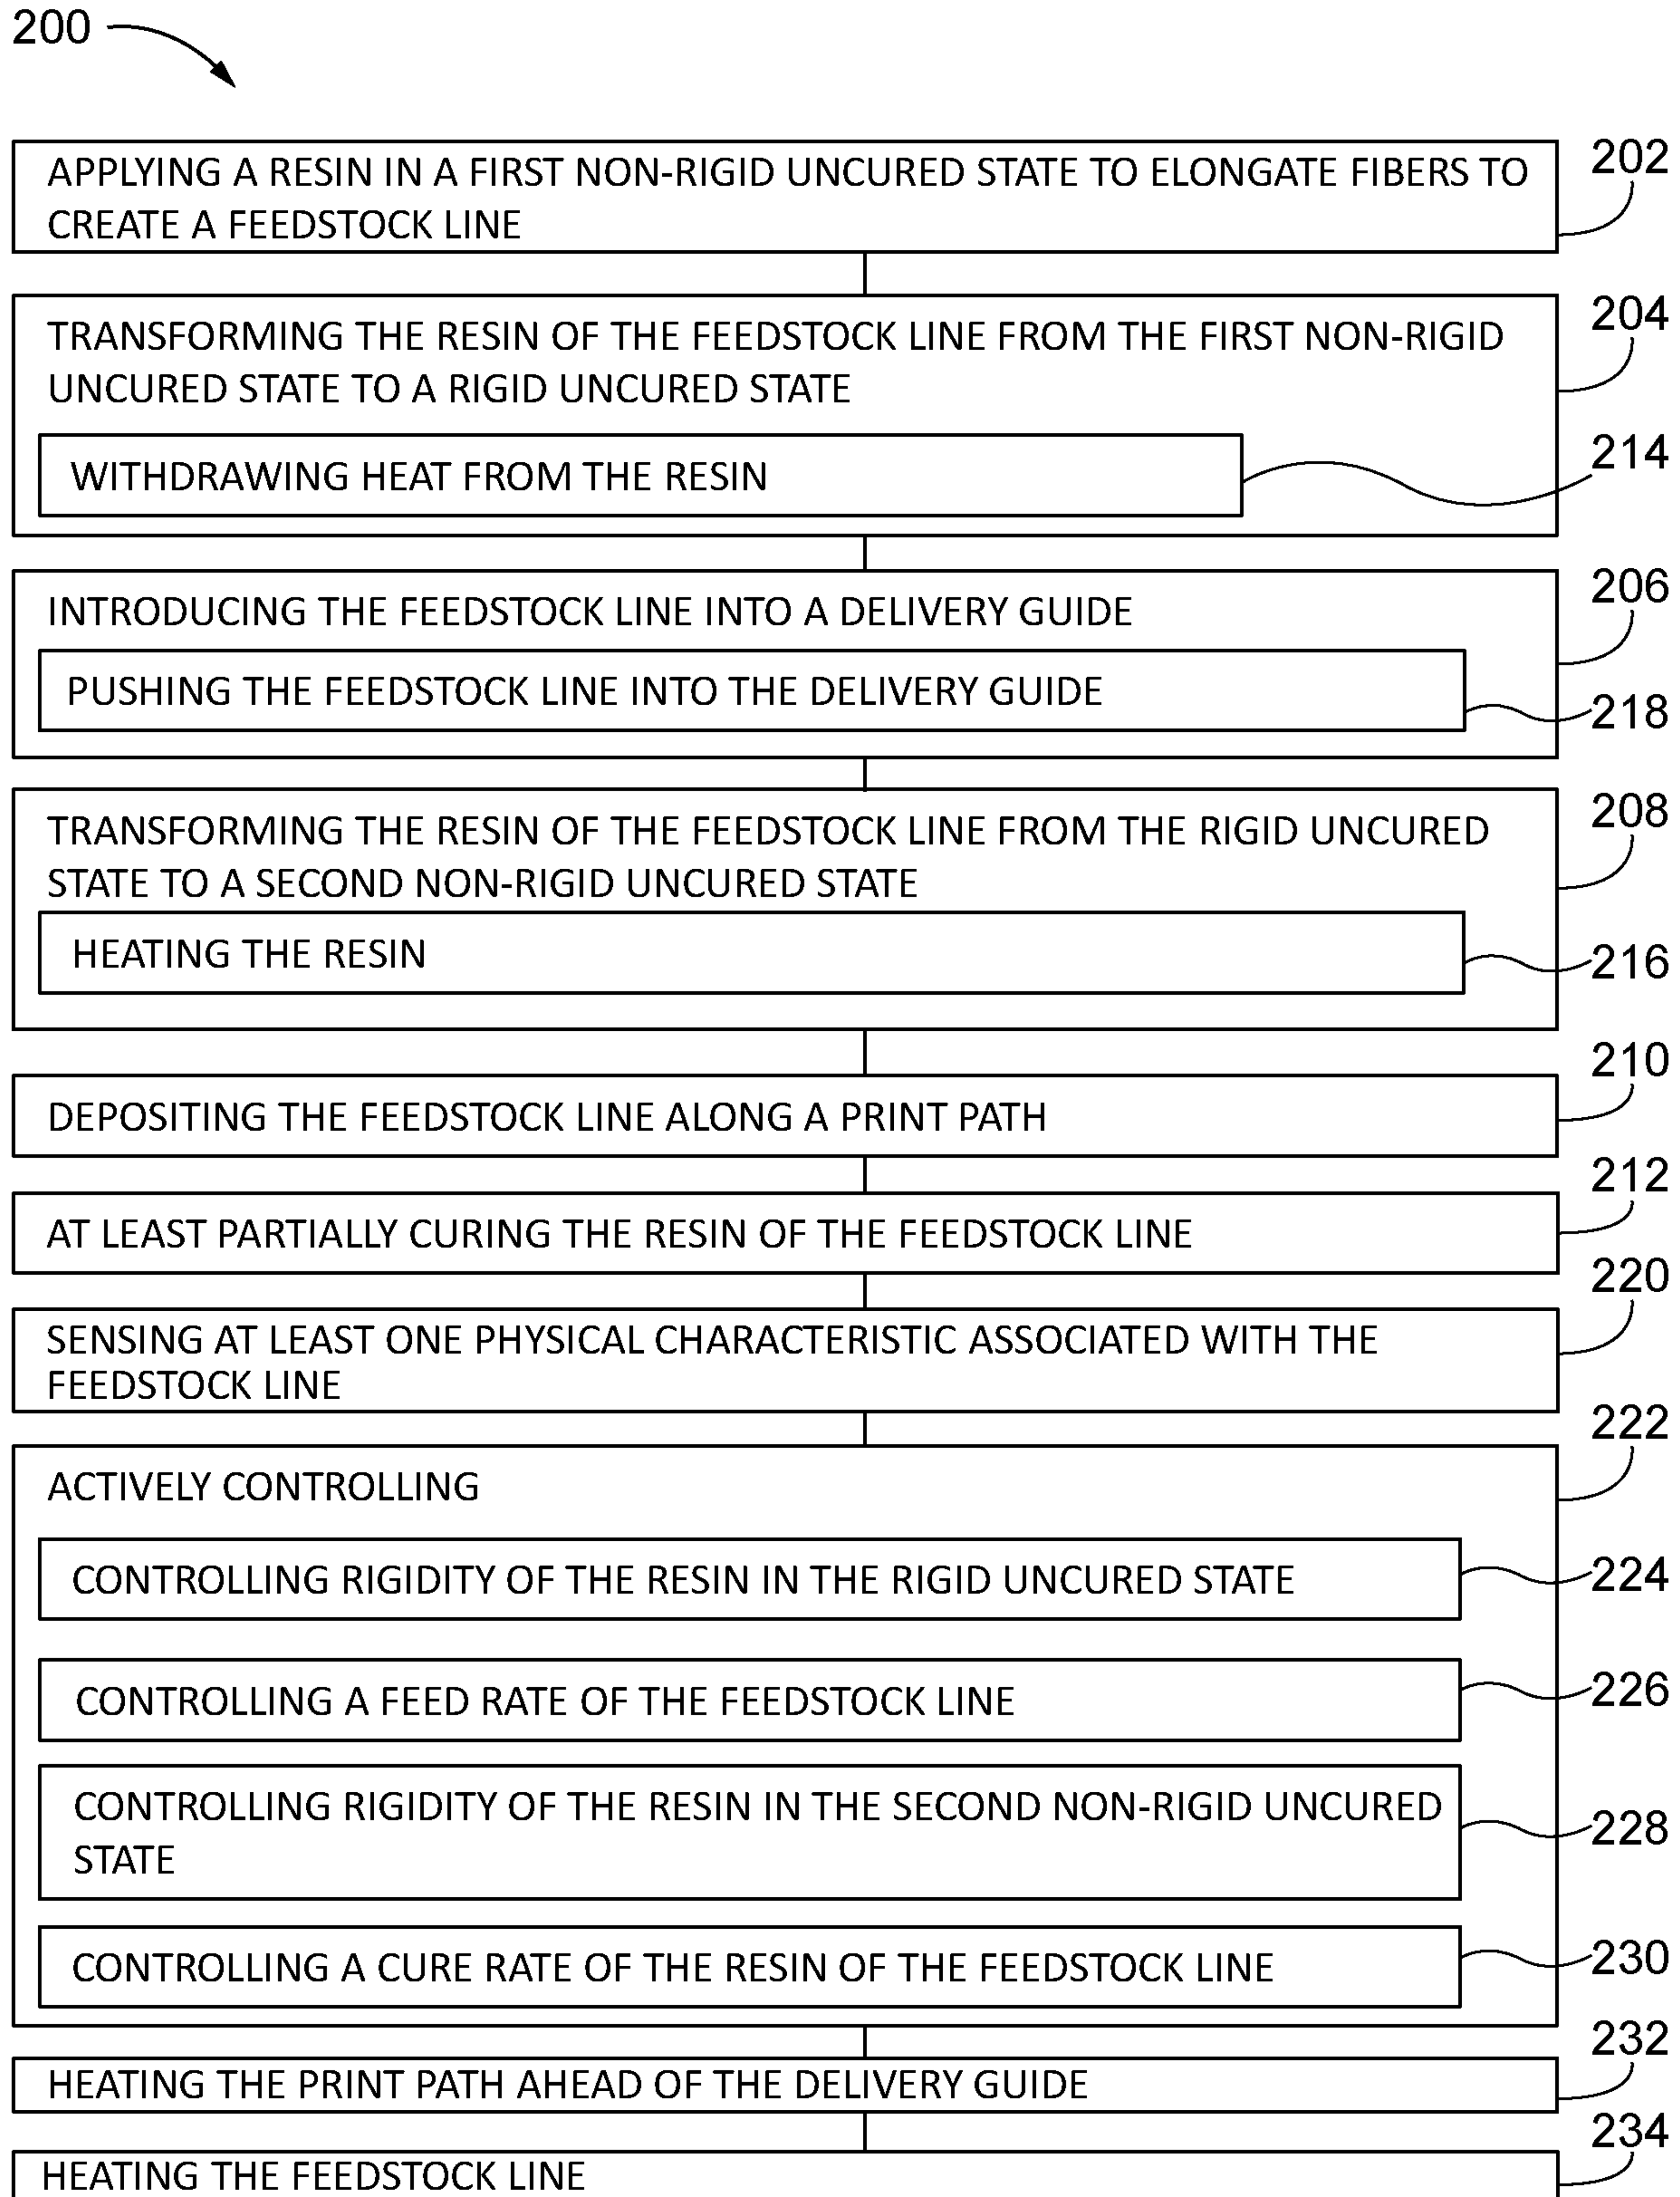 200
APPLYING A RESIN IN A FIRST NON-RIGID UNCURED STATE TO ELONGATE FIBERS TO
CREATE A FEEDSTOCK LINE
202
TRANSFORMING THE RESIN OF THE FEEDSTOCK LINE FROM THE FIRST NON-RIGID
UNCURED STATE TO A RIGID UNCURED STATE
204
WITHDRAWING HEAT FROM THE RESIN
214
INTRODUCING THE FEEDSTOCK LINE INTO A DELIVERY GUIDE
206
PUSHING THE FEEDSTOCK LINE INTO THE DELIVERY GUIDE
218
TRANSFORMING THE RESIN OF THE FEEDSTOCK LINE FROM THE RIGID UNCURED
STATE TO A SECOND NON-RIGID UNCURED STATE
208
HEATING THE RESIN
216
DEPOSITING THE FEEDSTOCK LINE ALONG A PRINT PATH
210
AT LEAST PARTIALLY CURING THE RESIN OF THE FEEDSTOCK LINE
212
SENSING AT LEAST ONE PHYSICAL CHARACTERISTIC ASSOCIATED WITH THE
FEEDSTOCK LINE
220
ACTIVELY CONTROLLING
222
CONTROLLING RIGIDITY OF THE RESIN IN THE RIGID UNCURED STATE
224
CONTROLLING A FEED RATE OF THE FEEDSTOCK LINE
226
CONTROLLING RIGIDITY OF THE RESIN IN THE SECOND NON-RIGID UNCURED
STATE
228
CONTROLLING A CURE RATE OF THE RESIN OF THE FEEDSTOCK LINE
230
HEATING THE PRINT PATH AHEAD OF THE DELIVERY GUIDE
232
HEATING THE FEEDSTOCK LINE
234